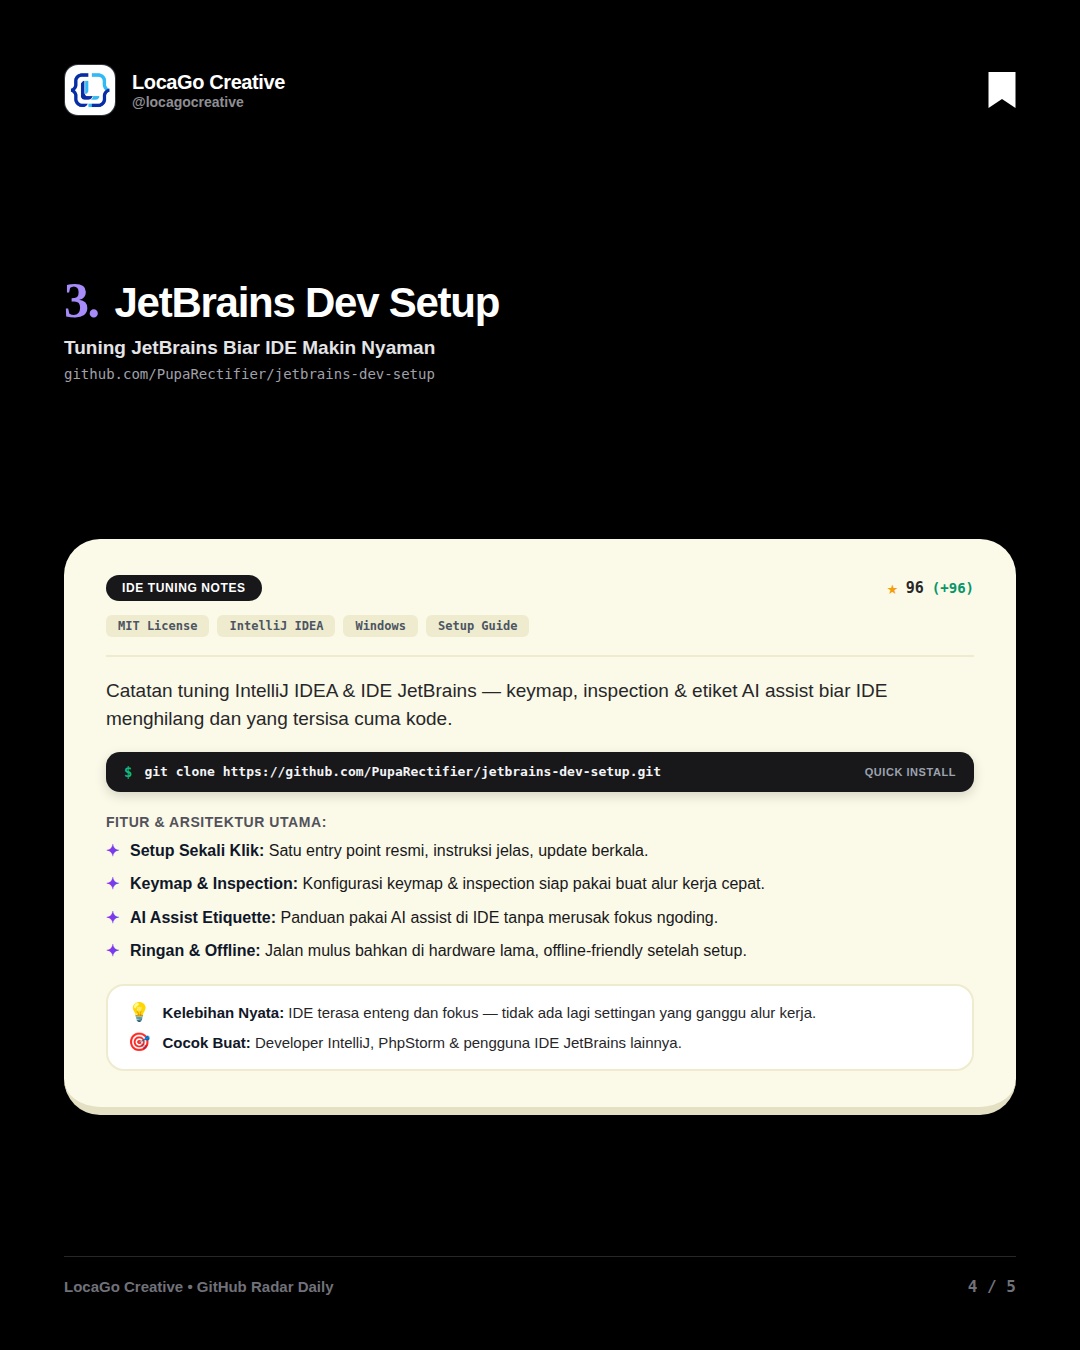 LocaGo Creative
@locagocreative
3. JetBrains Dev Setup
Tuning JetBrains Biar IDE Makin Nyaman
github.com/PupaRectifier/jetbrains-dev-setup
IDE TUNING NOTES
★ 96 (+96)
MIT License IntelliJ IDEA Windows Setup Guide
Catatan tuning IntelliJ IDEA & IDE JetBrains — keymap, inspection & etiket AI assist biar IDE
menghilang dan yang tersisa cuma kode.
$ git clone https://github.com/PupaRectifier/jetbrains-dev-setup.git QUICK INSTALL
FITUR & ARSITEKTUR UTAMA:
✦ Setup Sekali Klik: Satu entry point resmi, instruksi jelas, update berkala.
✦ Keymap & Inspection: Konfigurasi keymap & inspection siap pakai buat alur kerja cepat.
✦ AI Assist Etiquette: Panduan pakai AI assist di IDE tanpa merusak fokus ngoding.
✦ Ringan & Offline: Jalan mulus bahkan di hardware lama, offline-friendly setelah setup.
💡 Kelebihan Nyata: IDE terasa enteng dan fokus — tidak ada lagi settingan yang ganggu alur kerja.
🎯 Cocok Buat: Developer IntelliJ, PhpStorm & pengguna IDE JetBrains lainnya.
LocaGo Creative • GitHub Radar Daily
4 / 5